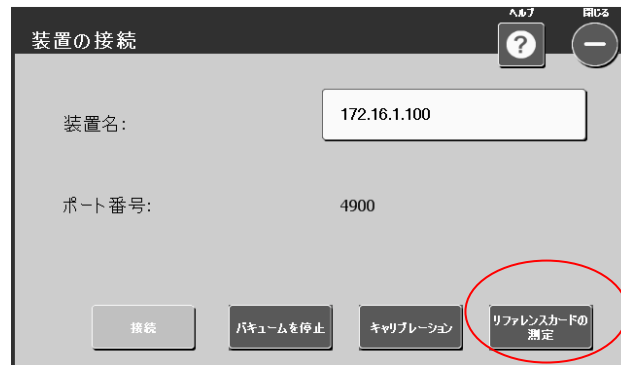 ヘルプ 閉じる
装置の接続
?
装置名: 172.16.1.100
ポート番号: 4900
接続 バキュームを停止 キャリブレーション リファレンスカードの
測定